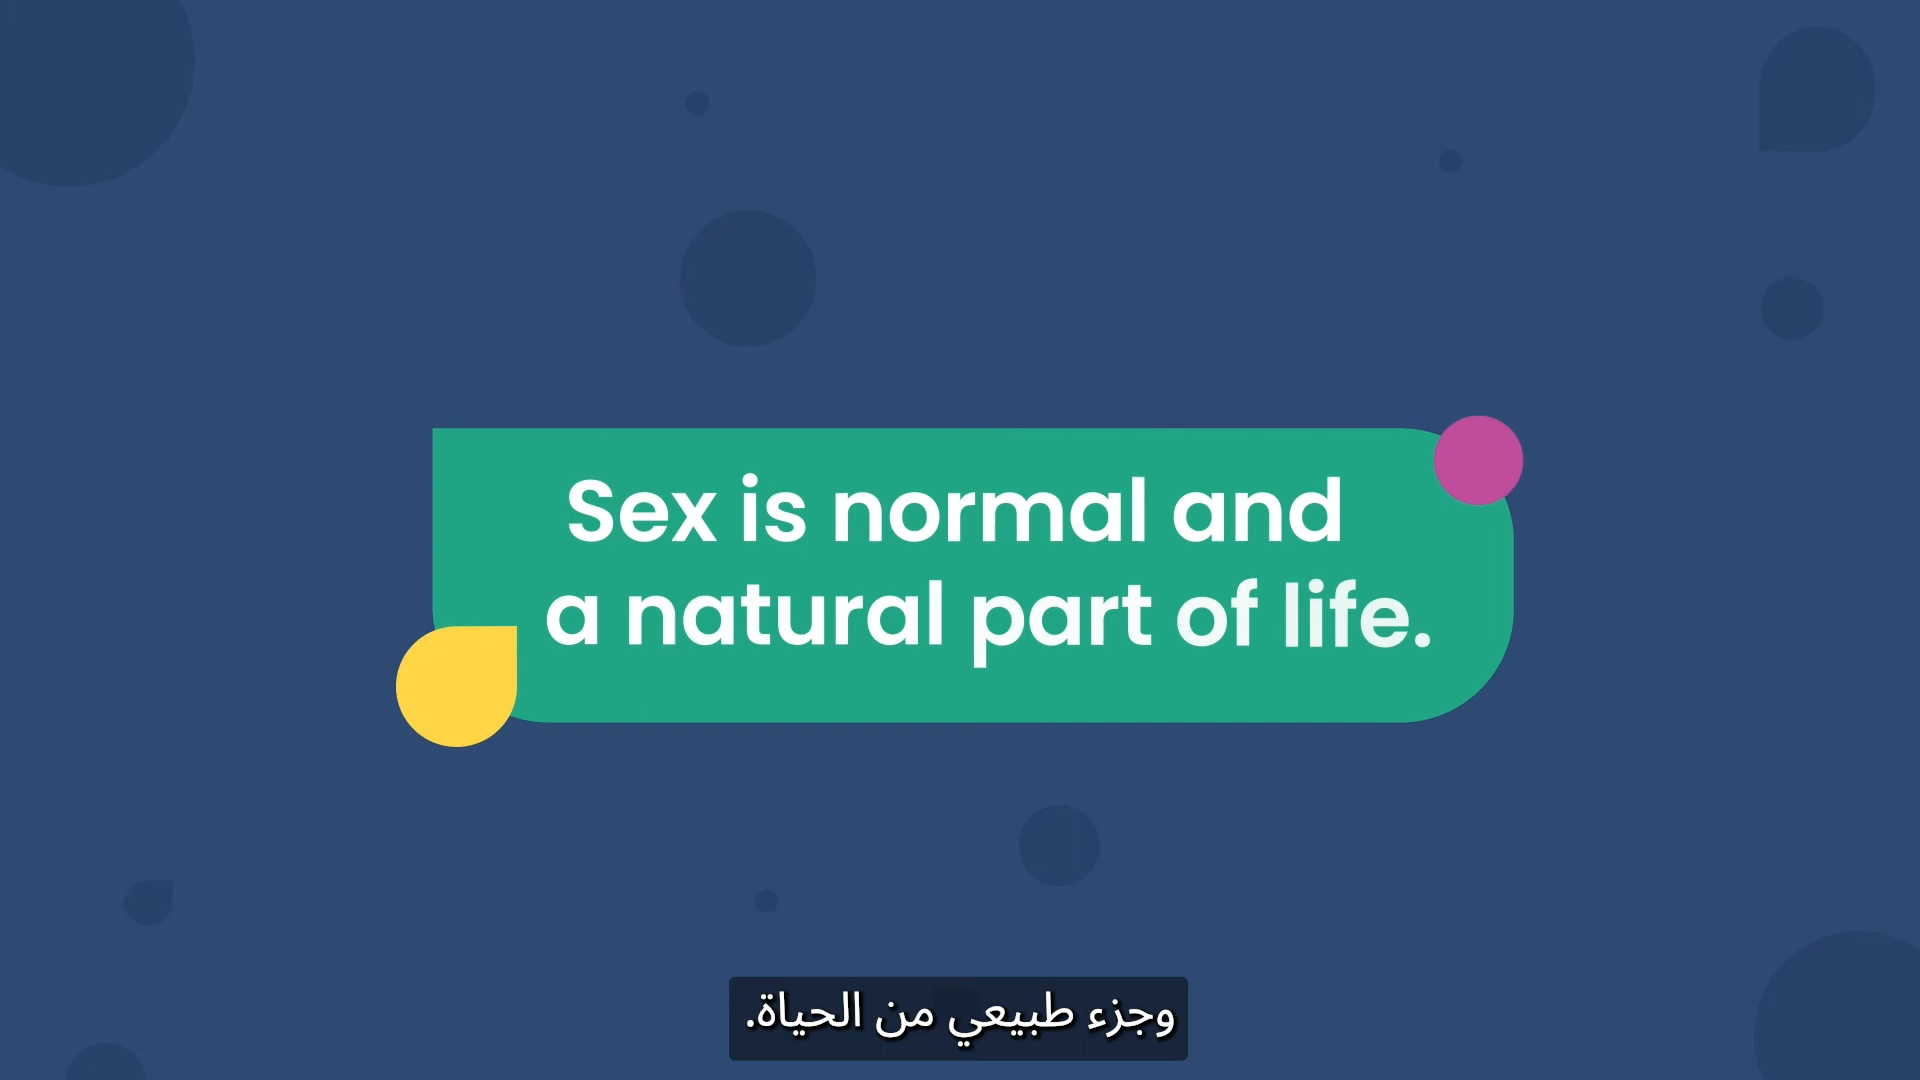 Sex is normal and
a natural part of life.
وجزء طبيعي من الحياة.